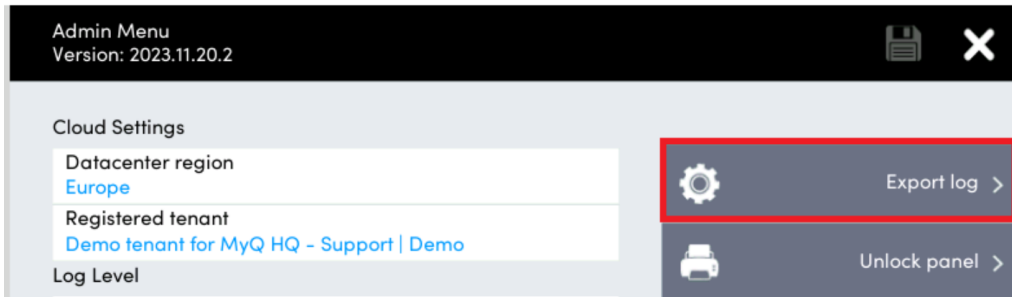 Admin Menu
Version: 2023.11.20.2
Cloud Settings
Datacenter region
Europe
Registered tenant
Demo tenant for MyQ HQ - Support | Demo
Log Level
Export log
Unlock panel